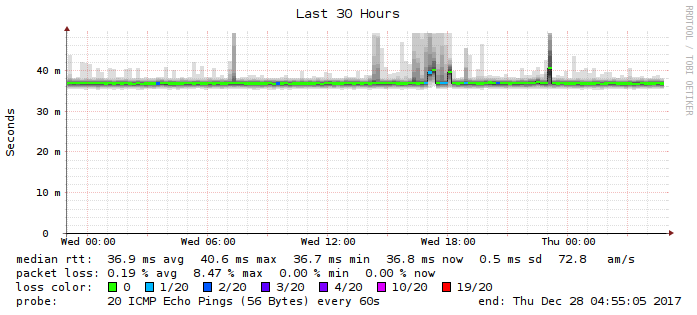 Last 30 Hours
RRDTOOL / TOBI OETIKER
Seconds
40 m
30 m
20 m
10 m
0
Wed 00:00 Wed 06:00 Wed 12:00 Wed 18:00 Thu 00:00
median rtt: 36.9 ms avg 40.6 ms max 36.7 ms min 36.8 ms now 0.5 ms sd 72.8 am/s
packet loss: 0.19 % avg 8.47 % max 0.00 % min 0.00 % now
loss color: 0 1/20 2/20 3/20 4/20 10/20 19/20
probe: 20 ICMP Echo Pings (56 Bytes) every 60s end: Thu Dec 28 04:55:05 2017